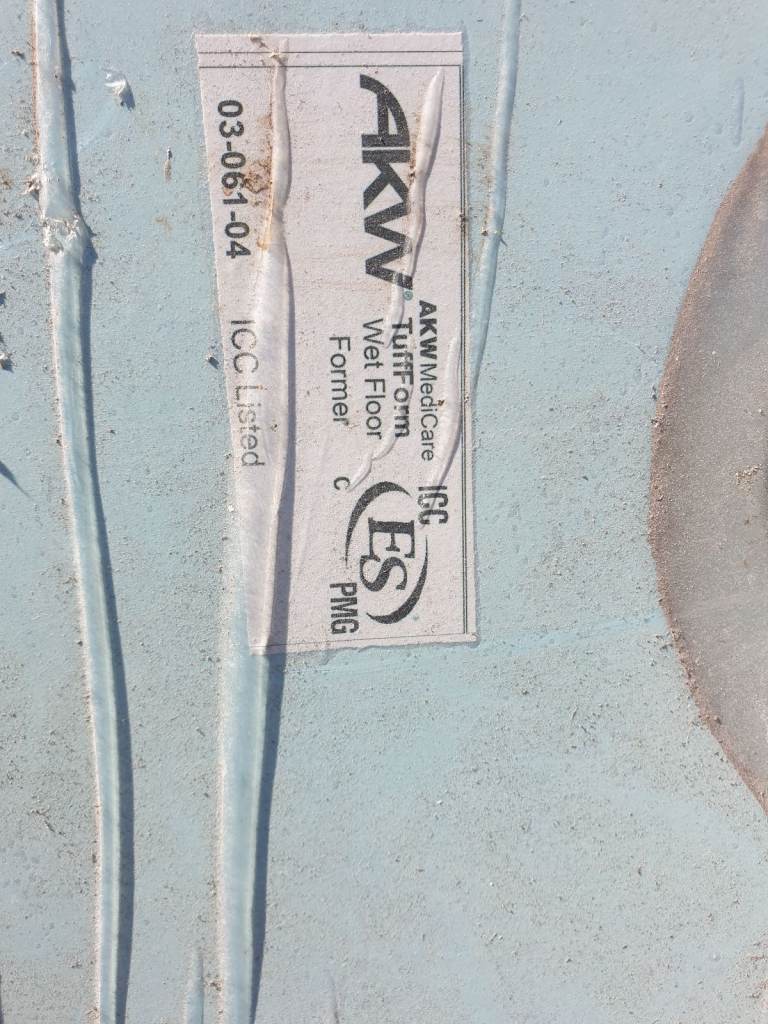 AKW
AKW MediCare
TuffForm
Wet Floor
Former
ICC
ES
C
PMG
03-061-04
ICC Listed